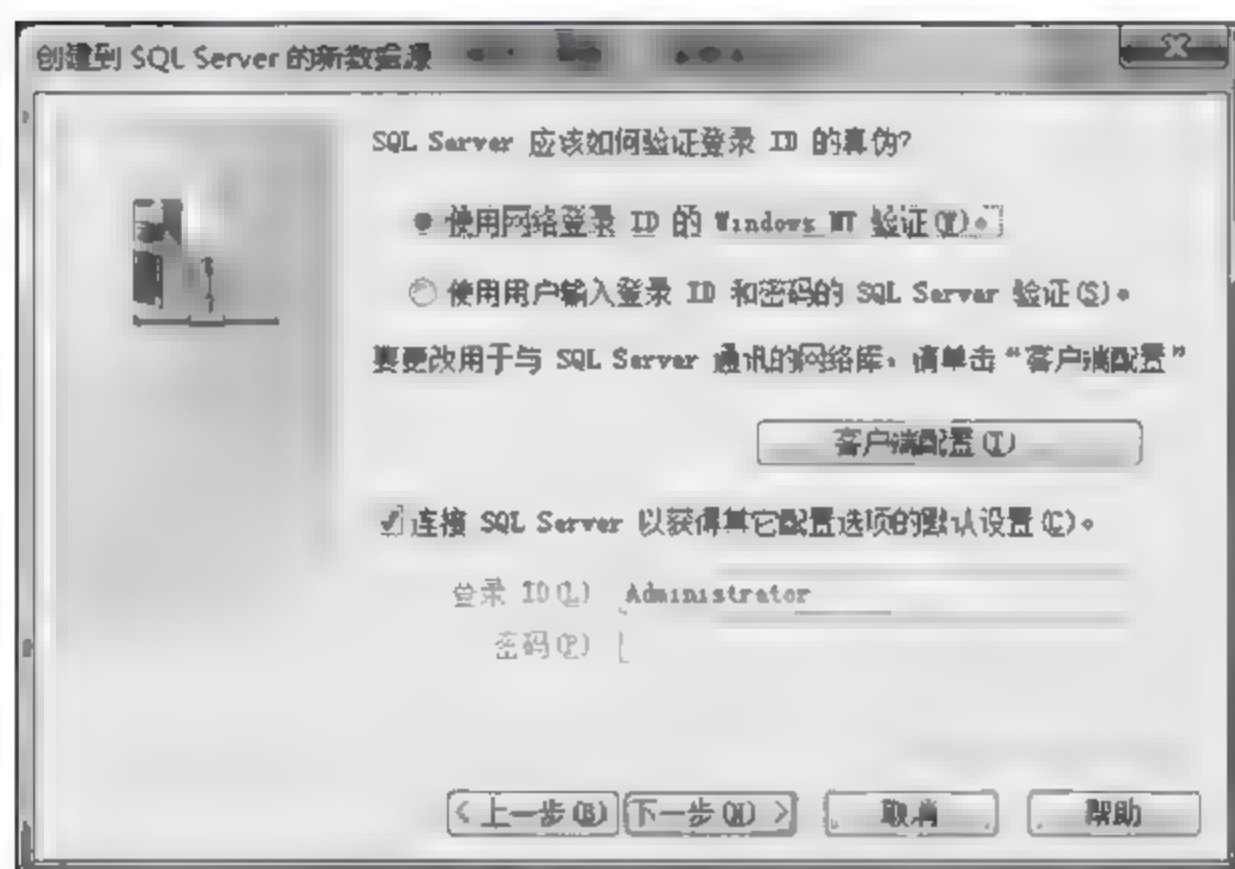 创建到 SQL Server 的新数据源
SQL Server 应该如何验证登录 ID 的真伪?
使用网络登录 ID 的 Windows NT 验证(W)。
使用用户输入登录 ID 和密码的 SQL Server 验证(S)。
要更改用于与 SQL Server 通讯的网络库,请单击“客户端配置”
客户端配置(T)
连接 SQL Server 以获得其它配置选项的默认设置(C)。
登录 ID(L) Administrator
密码(P)
< 上一步(B) 下一步(N) > 取消 帮助